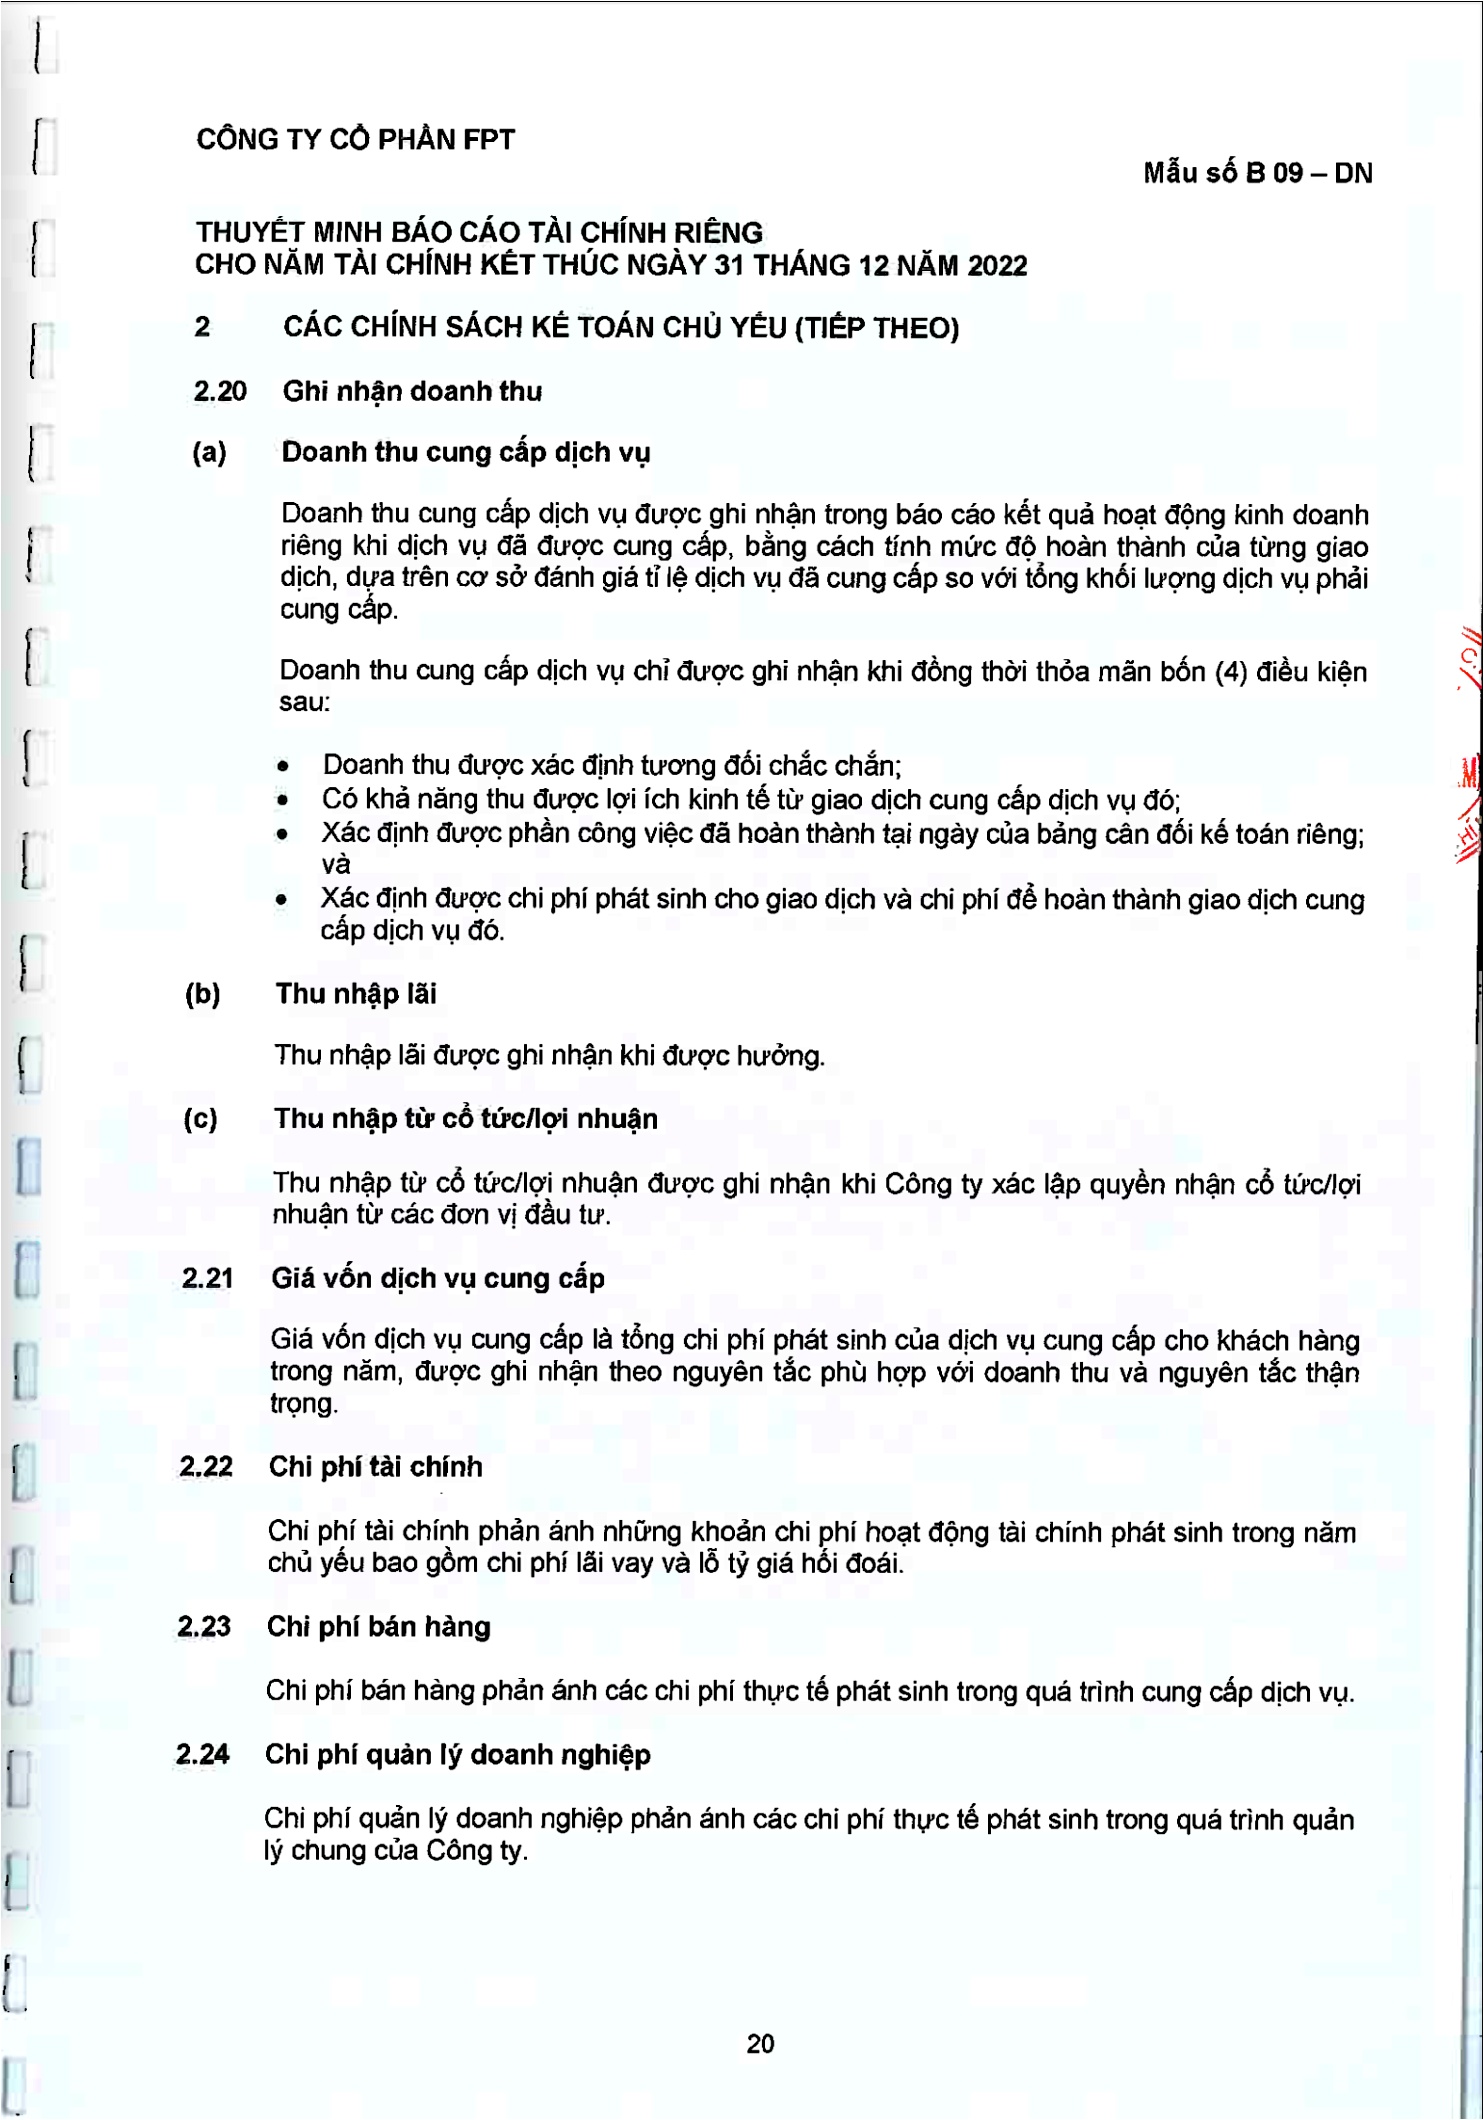 CÔNG TY CỔ PHẦN FPT
Mẫu số B 09 – DN
THUYẾT MINH BÁO CÁO TÀI CHÍNH RIÊNG
CHO NĂM TÀI CHÍNH KẾT THÚC NGÀY 31 THÁNG 12 NĂM 2022
2 CÁC CHÍNH SÁCH KẾ TOÁN CHỦ YẾU (TIẾP THEO)
2.20 Ghi nhận doanh thu
(a) Doanh thu cung cấp dịch vụ
Doanh thu cung cấp dịch vụ được ghi nhận trong báo cáo kết quả hoạt động kinh doanh
riêng khi dịch vụ đã được cung cấp, bằng cách tính mức độ hoàn thành của từng giao
dịch, dựa trên cơ sở đánh giá tỉ lệ dịch vụ đã cung cấp so với tổng khối lượng dịch vụ phải
cung cấp.
Doanh thu cung cấp dịch vụ chỉ được ghi nhận khi đồng thời thỏa mãn bốn (4) điều kiện
sau:
• Doanh thu được xác định tương đối chắc chắn;
• Có khả năng thu được lợi ích kinh tế từ giao dịch cung cấp dịch vụ đó;
• Xác định được phần công việc đã hoàn thành tại ngày của bảng cân đối kế toán riêng;
và
• Xác định được chi phí phát sinh cho giao dịch và chi phí để hoàn thành giao dịch cung
cấp dịch vụ đó.
(b) Thu nhập lãi
Thu nhập lãi được ghi nhận khi được hưởng.
(c) Thu nhập từ cổ tức/lợi nhuận
Thu nhập từ cổ tức/lợi nhuận được ghi nhận khi Công ty xác lập quyền nhận cổ tức/lợi
nhuận từ các đơn vị đầu tư.
2.21 Giá vốn dịch vụ cung cấp
Giá vốn dịch vụ cung cấp là tổng chi phí phát sinh của dịch vụ cung cấp cho khách hàng
trong năm, được ghi nhận theo nguyên tắc phù hợp với doanh thu và nguyên tắc thận
trọng.
2.22 Chi phí tài chính
Chi phí tài chính phản ánh những khoản chi phí hoạt động tài chính phát sinh trong năm
chủ yếu bao gồm chi phí lãi vay và lỗ tỷ giá hối đoái.
2.23 Chi phí bán hàng
Chi phí bán hàng phản ánh các chi phí thực tế phát sinh trong quá trình cung cấp dịch vụ.
2.24 Chi phí quản lý doanh nghiệp
Chi phí quản lý doanh nghiệp phản ánh các chi phí thực tế phát sinh trong quá trình quản
lý chung của Công ty.
20